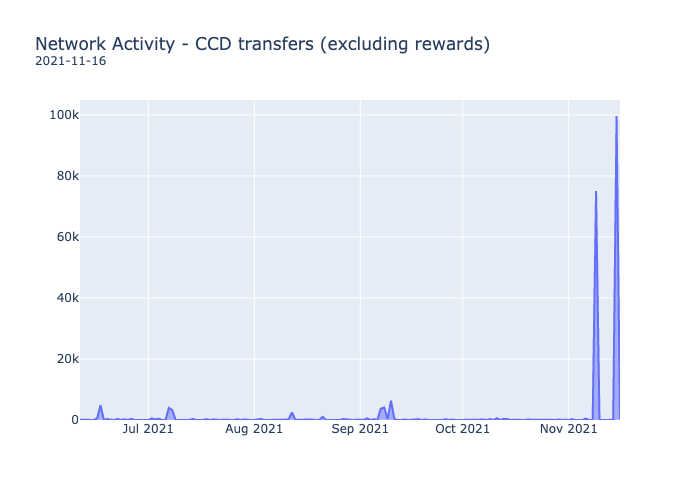 Network Activity - CCD transfers (excluding rewards)
2021-11-16
100k
80k
60k
40k
20k
0
Jul 2021 Aug 2021 Sep 2021 Oct 2021 Nov 2021